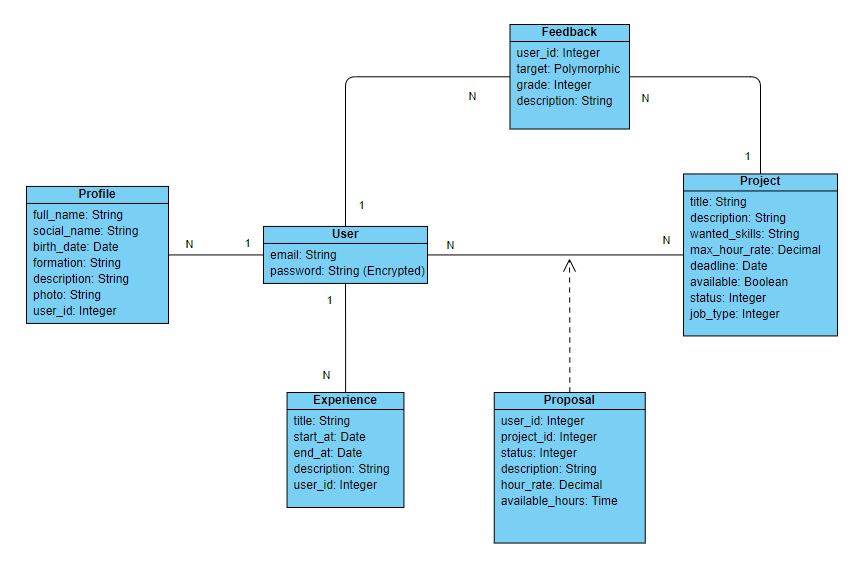 Feedback
user_id: Integer
target: Polymorphic
grade: Integer
description: String
N
N
1
1
Profile
full_name: String
social_name: String
birth_date: Date
formation: String
description: String
photo: String
user_id: Integer
N
1
User
email: String
password: String (Encrypted)
N
N
Project
title: String
description: String
wanted_skills: String
max_hour_rate: Decimal
deadline: Date
available: Boolean
status: Integer
job_type: Integer
1
N
Experience
title: String
start_at: Date
end_at: Date
description: String
user_id: Integer
Proposal
user_id: Integer
project_id: Integer
status: Integer
description: String
hour_rate: Decimal
available_hours: Time